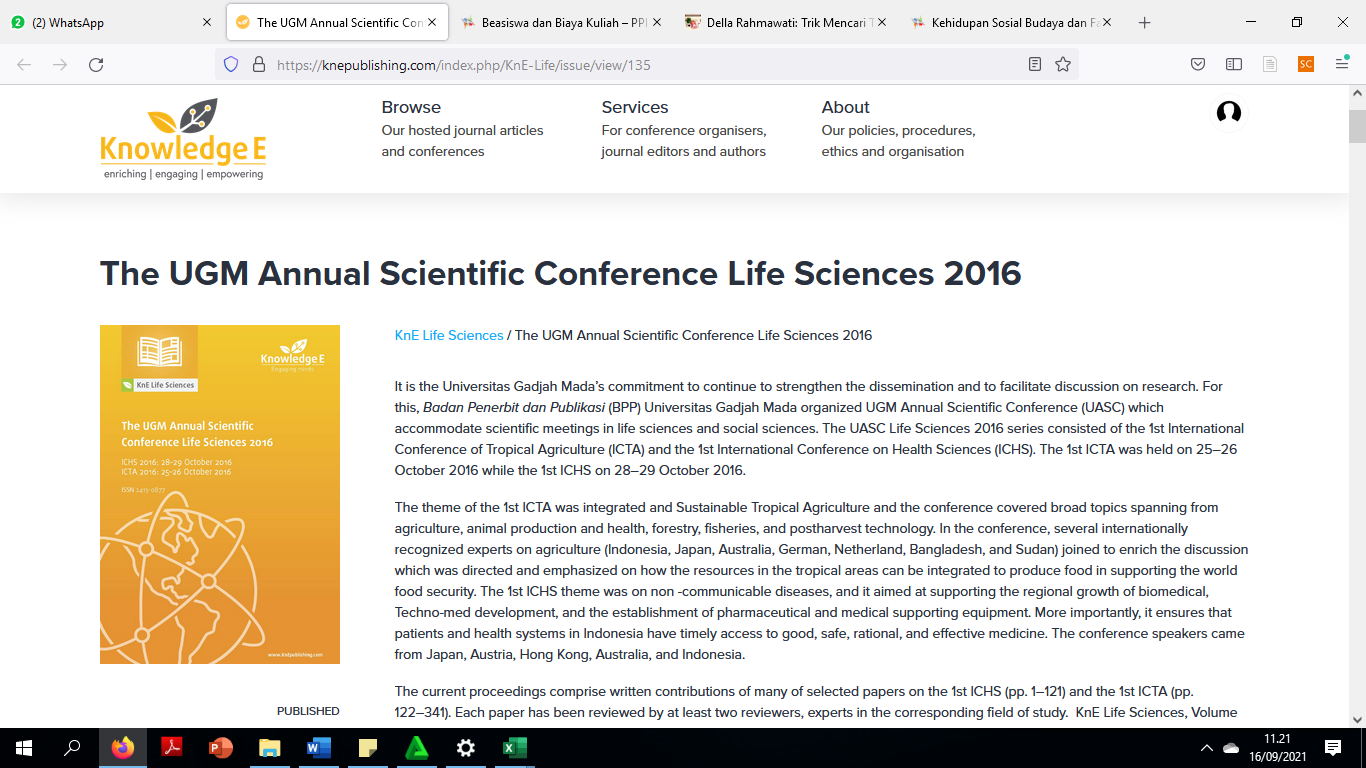 (2) WhatsApp
The UGM Annual Scientific Con
Beasiswa dan Biaya Kuliah – PPI
Della Rahmawati: Trik Mencari T
Kehidupan Sosial Budaya dan Fa
https://knepublishing.com/index.php/KnE-Life/issue/view/135
SC
Knowledge E
enriching | engaging | empowering
Browse
Our hosted journal articles
and conferences
Services
For conference organisers,
journal editors and authors
About
Our policies, procedures,
ethics and organisation
The UGM Annual Scientific Conference Life Sciences 2016
KnE Life Sciences
Knowledge E
Engaging minds
The UGM Annual Scientific
Conference Life Sciences 2016
ICHS 2016: 28-29 October 2016
ICTA 2016: 25-26 October 2016
ISSN 2413-0877
www.knepublishing.com
PUBLISHED
KnE Life Sciences / The UGM Annual Scientific Conference Life Sciences 2016
It is the Universitas Gadjah Mada's commitment to continue to strengthen the dissemination and to facilitate discussion on research. For
this, Badan Penerbit dan Publikasi (BPP) Universitas Gadjah Mada organized UGM Annual Scientific Conference (UASC) which
accommodate scientific meetings in life sciences and social sciences. The UASC Life Sciences 2016 series consisted of the 1st International
Conference of Tropical Agriculture (ICTA) and the 1st International Conference on Health Sciences (ICHS). The 1st ICTA was held on 25–26
October 2016 while the 1st ICHS on 28–29 October 2016.
The theme of the 1st ICTA was integrated and Sustainable Tropical Agriculture and the conference covered broad topics spanning from
agriculture, animal production and health, forestry, fisheries, and postharvest technology. In the conference, several internationally
recognized experts on agriculture (Indonesia, Japan, Australia, German, Netherland, Bangladesh, and Sudan) joined to enrich the discussion
which was directed and emphasized on how the resources in the tropical areas can be integrated to produce food in supporting the world
food security. The 1st ICHS theme was on non -communicable diseases, and it aimed at supporting the regional growth of biomedical,
Techno-med development, and the establishment of pharmaceutical and medical supporting equipment. More importantly, it ensures that
patients and health systems in Indonesia have timely access to good, safe, rational, and effective medicine. The conference speakers came
from Japan, Austria, Hong Kong, Australia, and Indonesia.
The current proceedings comprise written contributions of many of selected papers on the 1st ICHS (pp. 1–121) and the 1st ICTA (pp.
122–341). Each paper has been reviewed by at least two reviewers, experts in the corresponding field of study.  KnE Life Sciences, Volume
11.21
16/09/2021